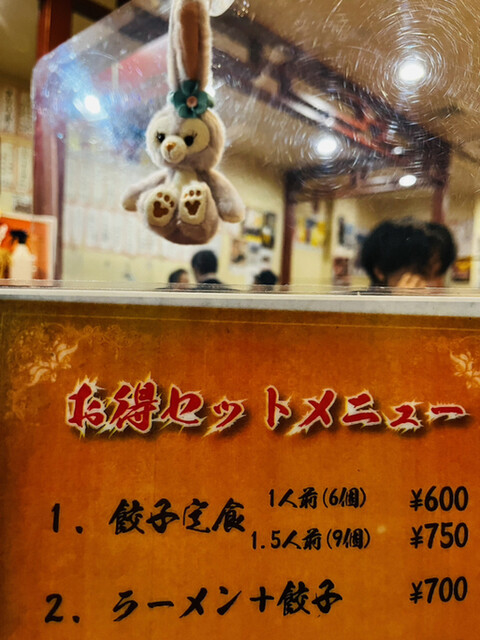 お得セットメニュー
1. 餃子定食 1人前(6個) ¥600
1.5人前(9個) ¥750
2. ラーメン+餃子 ¥700